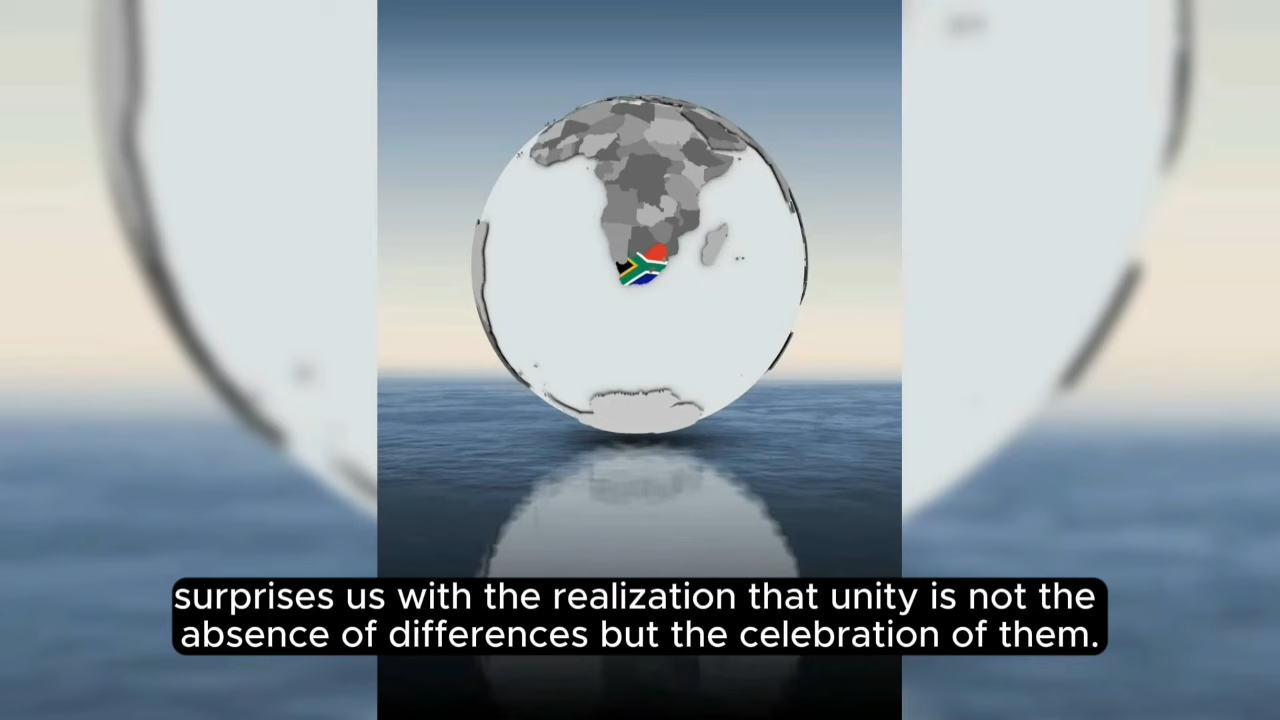 surprises us with the realization that unity is not the
absence of differences but the celebration of them.